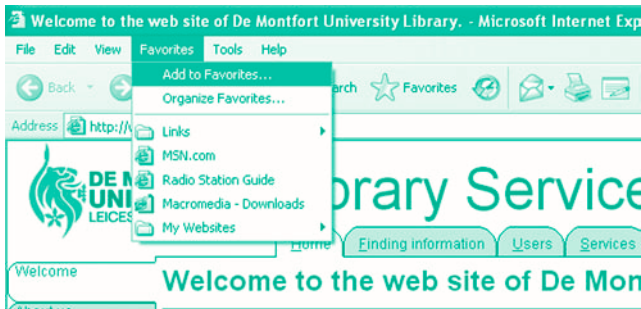 Welcome to the web site of De Montfort University Library. - Microsoft Internet Exp
File Edit View Favorites Tools Help
Add to Favorites...
Organize Favorites...
Links
MSN.com
Radio Station Guide
Macromedia - Downloads
My Websites
Back
arch Favorites
Address http://
DE M
UNI
LEICES
brary Service
Home Finding information Users Services
Welcome
Welcome to the web site of De Mon